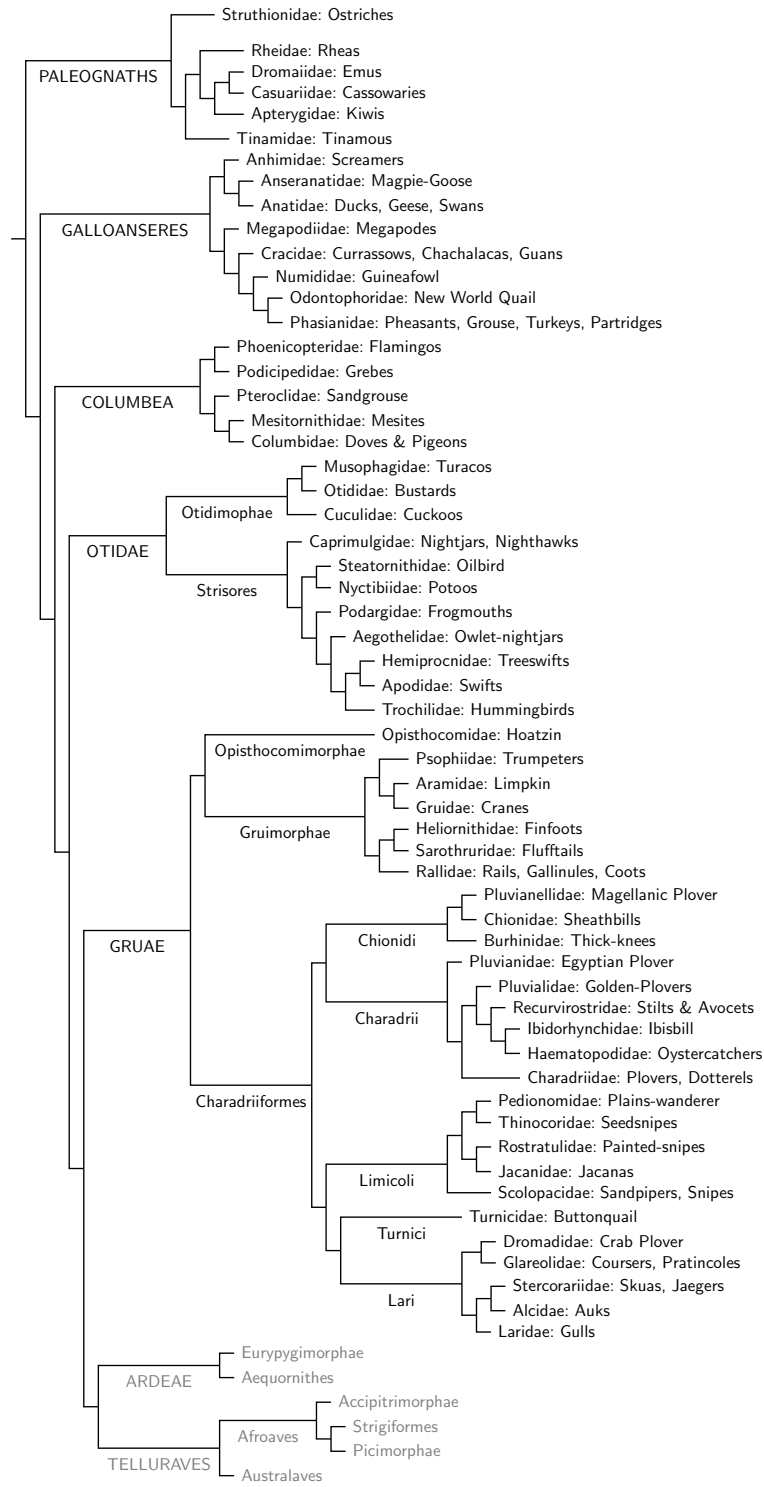 Struthionidae: Ostriches
Rheidae: Rheas
Dromaiidae: Emus
PALEOGNATHS
Casuariidae: Cassowaries
Apterygidae: Kiwis
Tinamidae: Tinamous
Anhimidae: Screamers
Anseranatidae: Magpie-Goose
Anatidae: Ducks, Geese, Swans
GALLOANSERES
Megapodiidae: Megapodes
Cracidae: Currassows, Chachalacas, Guans
Numididae: Guineafowl
Odontophoridae: New World Quail
Phasianidae: Pheasants, Grouse, Turkeys, Partridges
Phoenicopteridae: Flamingos
Podicipedidae: Grebes
Pteroclidae: Sandgrouse
COLUMBEA
Mesitornithidae: Mesites
Columbidae: Doves & Pigeons
Musophagidae: Turacos
Otididae: Bustards
Otidimophae
Cuculidae: Cuckoos
Caprimulgidae: Nightjars, Nighthawks
OTIDAE
Steatornithidae: Oilbird
Nyctibiidae: Potoos
Strisores
Podargidae: Frogmouths
Aegothelidae: Owlet-nightjars
Hemiprocnidae: Treeswifts
Apodidae: Swifts
Trochilidae: Hummingbirds
Opisthocomidae: Hoatzin
Opisthocomimorphae
Psophiidae: Trumpeters
Aramidae: Limpkin
Gruidae: Cranes
Heliornithidae: Finfoots
Gruimorphae
Sarothruridae: Flufftails
Rallidae: Rails, Gallinules, Coots
Pluvianellidae: Magellanic Plover
Chionidae: Sheathbills
Chionidi
Burhinidae: Thick-knees
GRUAE
Pluvianidae: Egyptian Plover
Pluvialidae: Golden-Plovers
Recurvirostridae: Stilts & Avocets
Charadrii
Ibidorhynchidae: Ibisbill
Haematopodidae: Oystercatchers
Charadriidae: Plovers, Dotterels
Charadriiformes
Pedionomidae: Plains-wanderer
Thinocoridae: Seedsnipes
Rostratulidae: Painted-snipes
Jacanidae: Jacanas
Limicoli
Scolopacidae: Sandpipers, Snipes
Turnicidae: Buttonquail
Turnici
Dromadidae: Crab Plover
Glareolidae: Coursers, Pratincoles
Stercorariidae: Skuas, Jaegers
Lari
Alcidae: Auks
Laridae: Gulls
Eurypygimorphae
Aequornithes
ARDEAE
Accipitrimorphae
Strigiformes
Afroaves
Picimorphae
TELLURAVES
Australaves